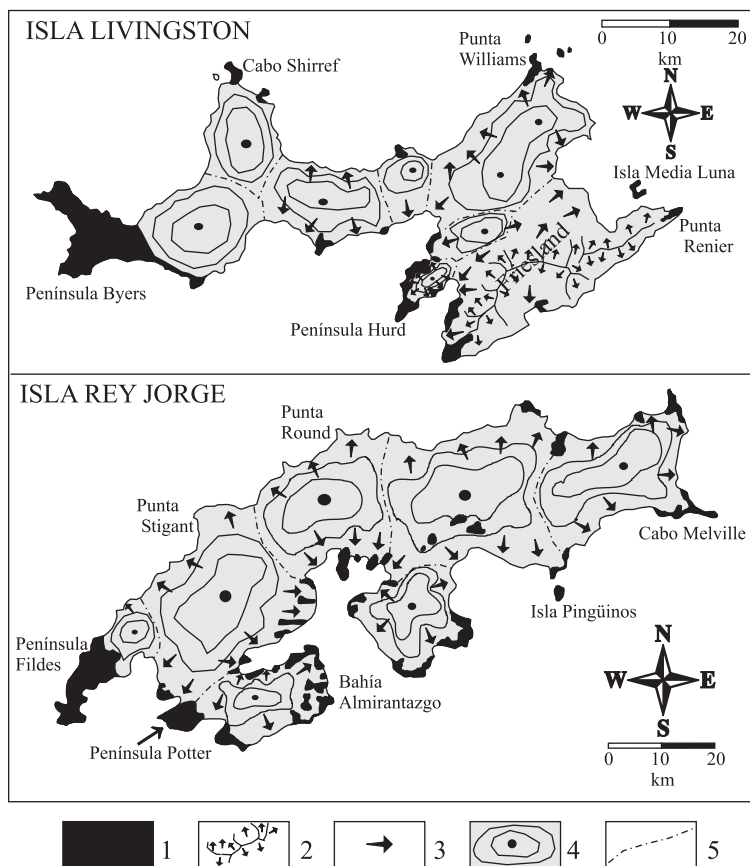 ISLA LIVINGSTON
Cabo Shirref
Punta
Williams
0 10 20
km
N
W E
S
Isla Media Luna
Punta
Renier
Friesland
Península Byers
Península Hurd
ISLA REY JORGE
Punta
Round
Punta
Stigant
Cabo Melville
Isla Pingüinos
Península
Fildes
Bahía
Almirantazgo
Península Potter
N
W E
S
0 10 20
km
1 2 3 4 5